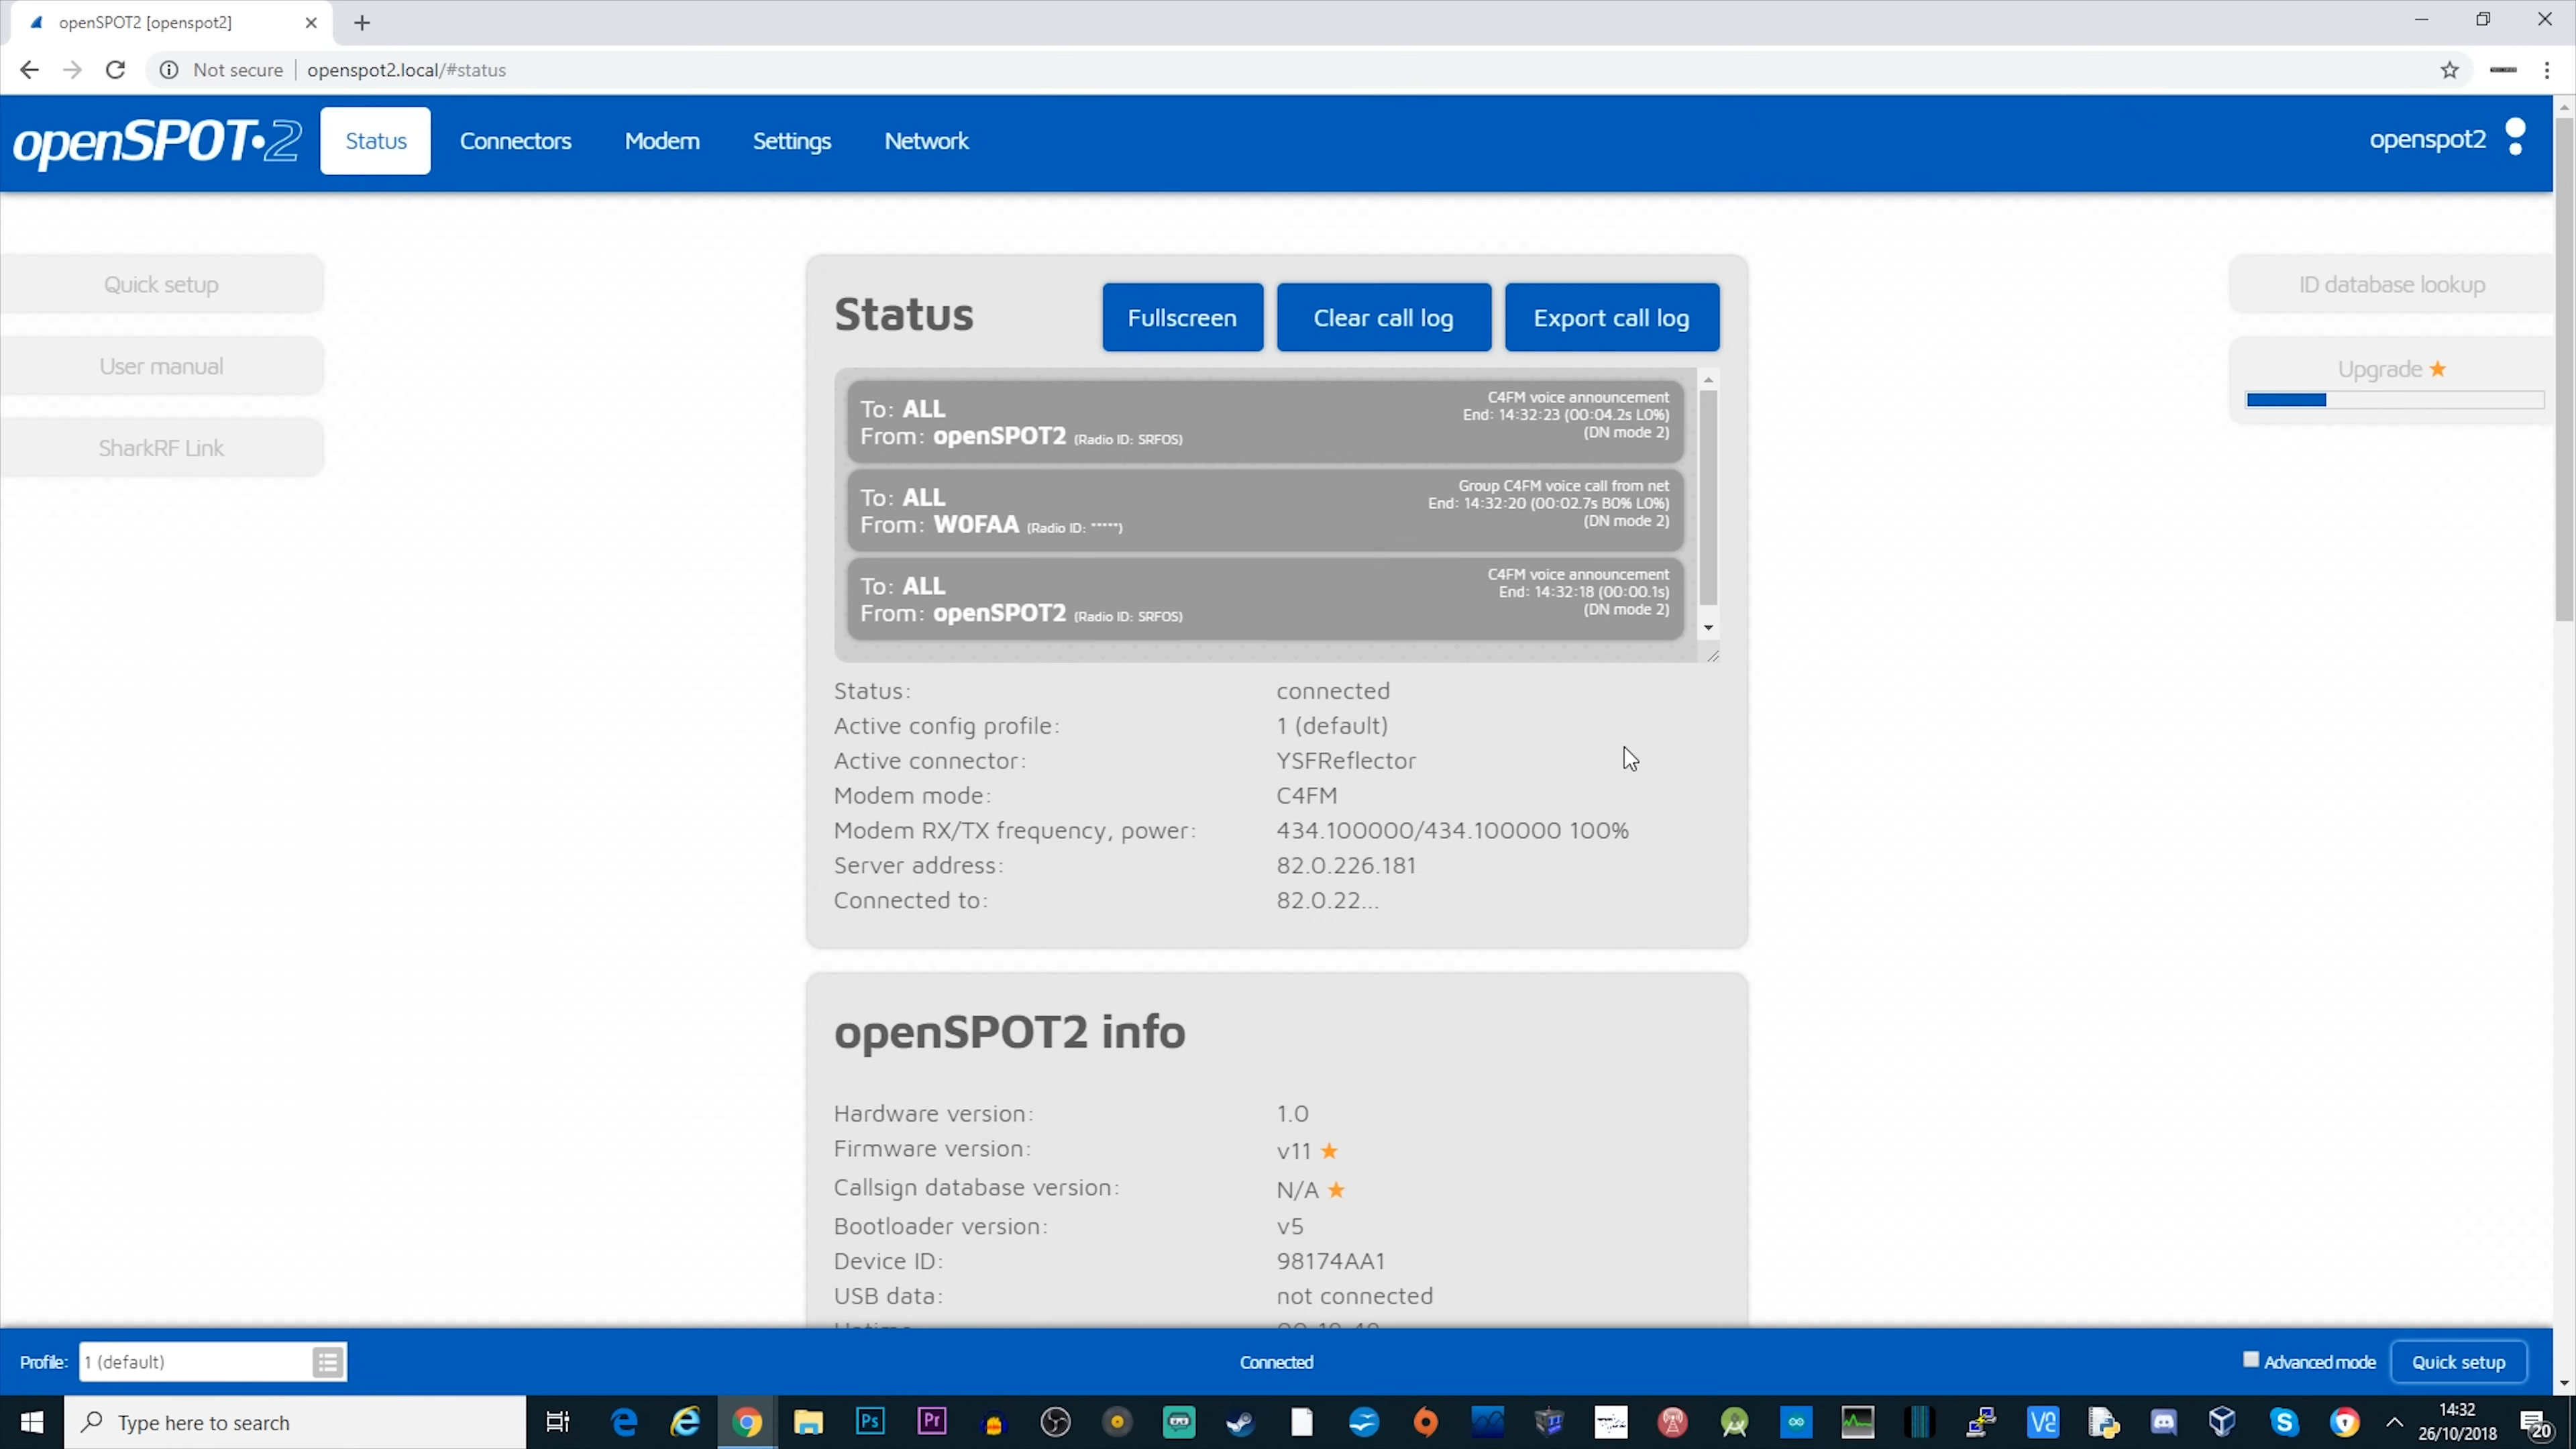 openSPOT2 [openspot2]
Not secure openspot2.local/#status
openSPOT•2 Status Connectors Modem Settings Network openspot2
Quick setup
User manual
SharkRF Link
Status Fullscreen Clear call log Export call log
To: ALL
From: openSPOT2 (Radio ID: SRFOS)
C4FM voice announcement
End: 14:32:23 (00:04.2s L0%)
(DN mode 2)
To: ALL
From: W0FAA (Radio ID: *****)
Group C4FM voice call from net
End: 14:32:20 (00:02.7s B0% L0%)
(DN mode 2)
To: ALL
From: openSPOT2 (Radio ID: SRFOS)
C4FM voice announcement
End: 14:32:18 (00:00.1s)
(DN mode 2)
Status: connected
Active config profile: 1 (default)
Active connector: YSFReflector
Modem mode: C4FM
Modem RX/TX frequency, power: 434.100000/434.100000 100%
Server address: 82.0.226.181
Connected to: 82.0.22...
ID database lookup
Upgrade
openSPOT2 info
Hardware version: 1.0
Firmware version: v11
Callsign database version: N/A
Bootloader version: v5
Device ID: 98174AA1
USB data: not connected
Profile: 1 (default) Connected Advanced mode Quick setup
Type here to search
Ps
Pr
14:32
26/10/2018
20